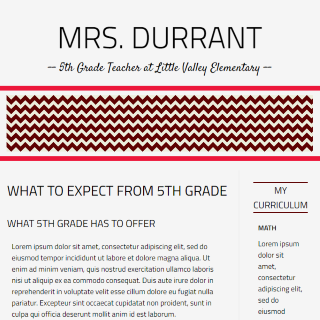 MRS. DURRANT
~ 5th Grade Teacher at Little Valley Elementary ~
WHAT TO EXPECT FROM 5TH GRADE
WHAT 5TH GRADE HAS TO OFFER
Lorem ipsum dolor sit amet, consectetur adipiscing elit, sed do
eiusmod tempor incididunt ut labore et dolore magna aliqua. Ut
enim ad minim veniam, quis nostrud exercitation ullamco laboris
nisi ut aliquip ex ea commodo consequat. Duis aute irure dolor in
reprehenderit in voluptate velit esse cillum dolore eu fugiat nulla
pariatur. Excepteur sint occaecat cupidatat non proident, sunt in
culpa qui officia deserunt mollit anim id est laborum.
MY
CURRICULUM
MATH
Lorem ipsum
dolor sit
amet,
consectetur
adipiscing elit,
sed do
eiusmod